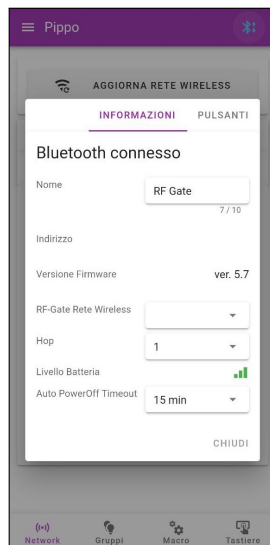 Pippo
AGGIORNA RETE WIRELESS
INFORMAZIONI PULSANTI
Bluetooth connesso
Nome
RF Gate
7 / 10
Indirizzo
Versione Firmware ver. 5.7
RF-Gate Rete Wireless
Hop
1
Livello Batteria
Auto PowerOff Timeout
15 min
CHIUDI
Network Gruppi Macro Tastiere